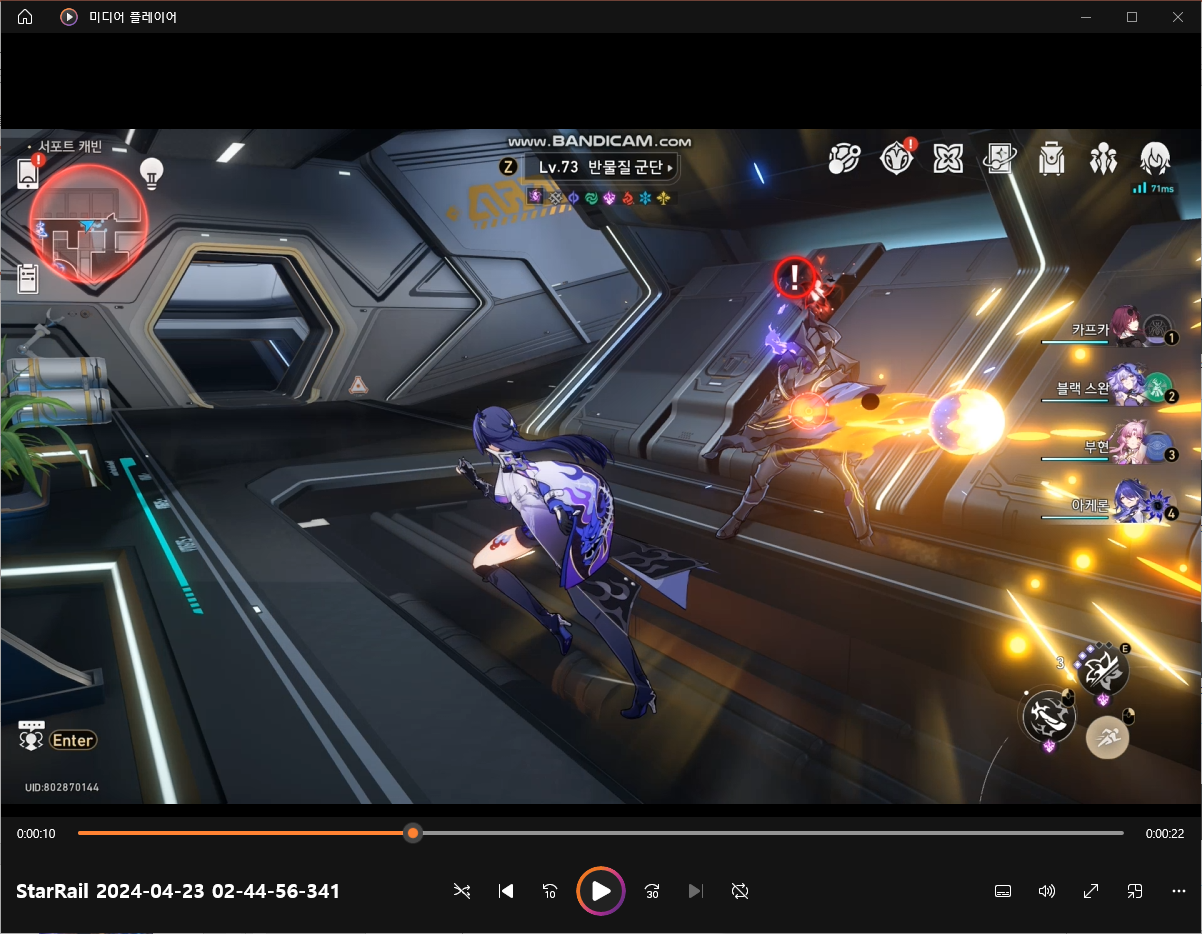 미디어 플레이어
www.BANDICAM.com
서포트 캐빈
Z Lv.73 반물질 군단
71ms
카프카 1
블랙 스완 2
부현 3
아케론 4
E
3
Enter
UID:802870144
0:00:10
0:00:22
StarRail 2024-04-23 02-44-56-341
10
30